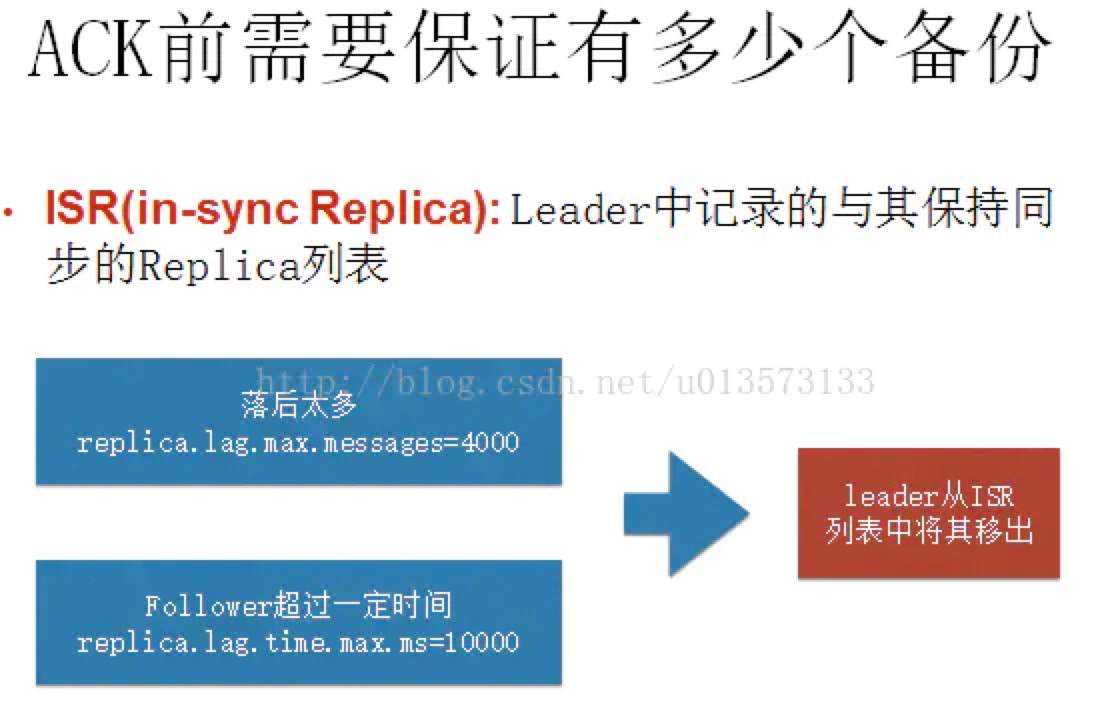 ACK前需要保证有多少个备份
• ISR(in-sync Replica): Leader中记录的与其保持同
步的Replica列表
http://blog.csdn.net/u013573133
落后太多
replica.lag.max.messages=4000
leader从ISR
列表中将其移出
Follower超过一定时间
replica.lag.time.max.ms=10000